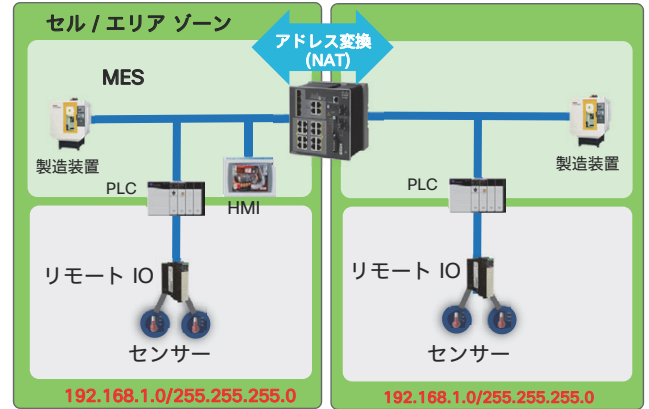 セル / エリア ゾーン
アドレス変換
(NAT)
MES
製造装置
PLC
HMI
リモート IO
センサー
192.168.1.0/255.255.255.0
製造装置
PLC
リモート IO
センサー
192.168.1.0/255.255.255.0